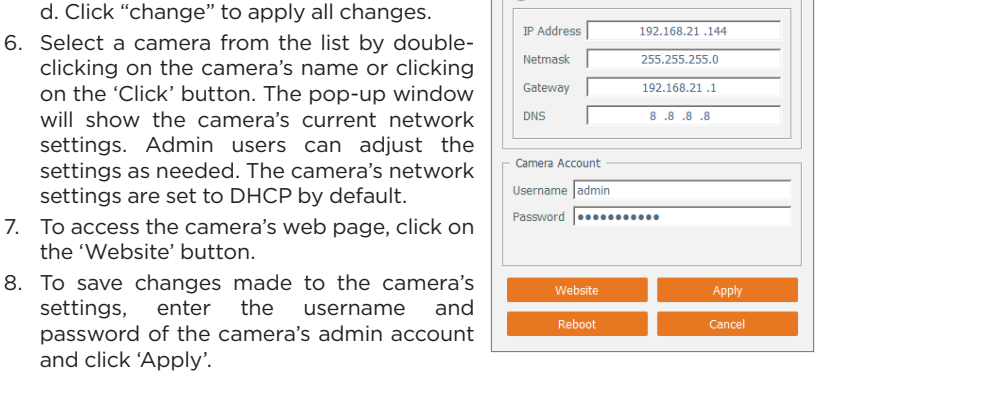 d. Click “change” to apply all changes.
6. Select a camera from the list by double-
clicking on the camera’s name or clicking
on the ‘Click’ button. The pop-up window
will show the camera’s current network
settings. Admin users can adjust the
settings as needed. The camera’s network
settings are set to DHCP by default.
7. To access the camera’s web page, click on
the ‘Website’ button.
8. To save changes made to the camera’s
settings, enter the username and
password of the camera’s admin account
and click ‘Apply’.
IP Address 192.168.21 .144
Netmask 255.255.255.0
Gateway 192.168.21 .1
DNS 8 .8 .8 .8
Camera Account
Username admin
Password ●●●●●●●●●●●
Website Apply
Reboot Cancel